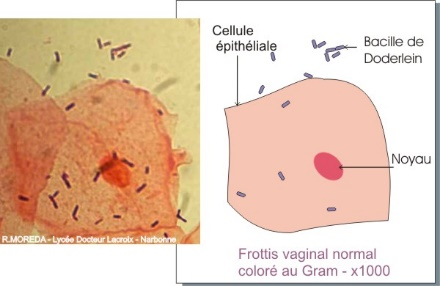 Cellule
épithéliale
Bacille de
Doderlein
Noyau
R.MOREDA - Lycée Docteur Lacroix - Narbonne
Frottis vaginal normal
coloré au Gram - x1000